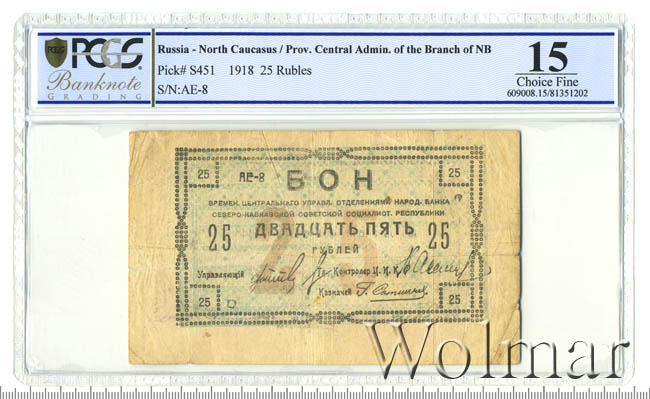 PCGS
Banknote
GRADING
Russia - North Caucasus / Prov. Central Admin. of the Branch of NB
Pick# S451 1918 25 Rubles
S/N:AE-8
15
Choice Fine
609008.15/81351202
25 АЕ-8 БОН 25
ВРЕМЕН. ЦЕНТРАЛЬНАГО УПРАВЛ. ОТДЕЛЕНИЯМИ НАРОД. БАНКА
СЕВЕРО-КАВКАЗСКОЙ СОВЕТСКОЙ СОЦИАЛИСТ. РЕСПУБЛИКИ
25 ДВАДЦАТЬ ПЯТЬ 25
РУБЛЕЙ
Управляющій Контролер Ц.И.К.
Казначей
25 25
Wolmar